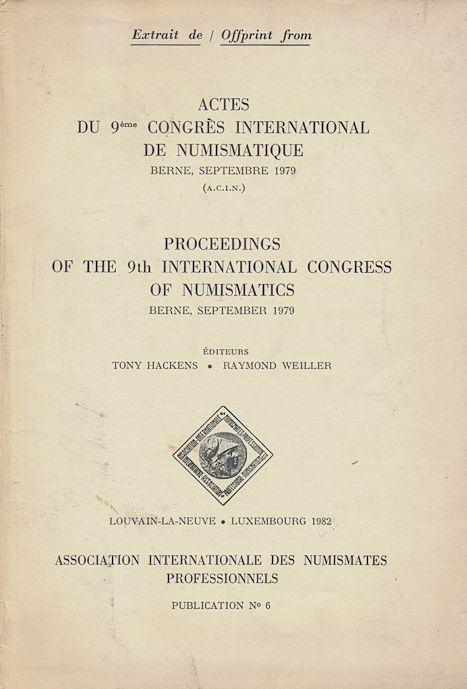 Extrait de / Offprint from
ACTES
DU 9ème CONGRÈS INTERNATIONAL
DE NUMISMATIQUE
BERNE, SEPTEMBRE 1979
(A.C.I.N.)
PROCEEDINGS
OF THE 9th INTERNATIONAL CONGRESS
OF NUMISMATICS
BERNE, SEPTEMBER 1979
ÉDITEURS
TONY HACKENS • RAYMOND WEILLER
LOUVAIN-LA-NEUVE • LUXEMBOURG 1982
ASSOCIATION INTERNATIONALE DES NUMISMATES
PROFESSIONNELS
PUBLICATION No 6